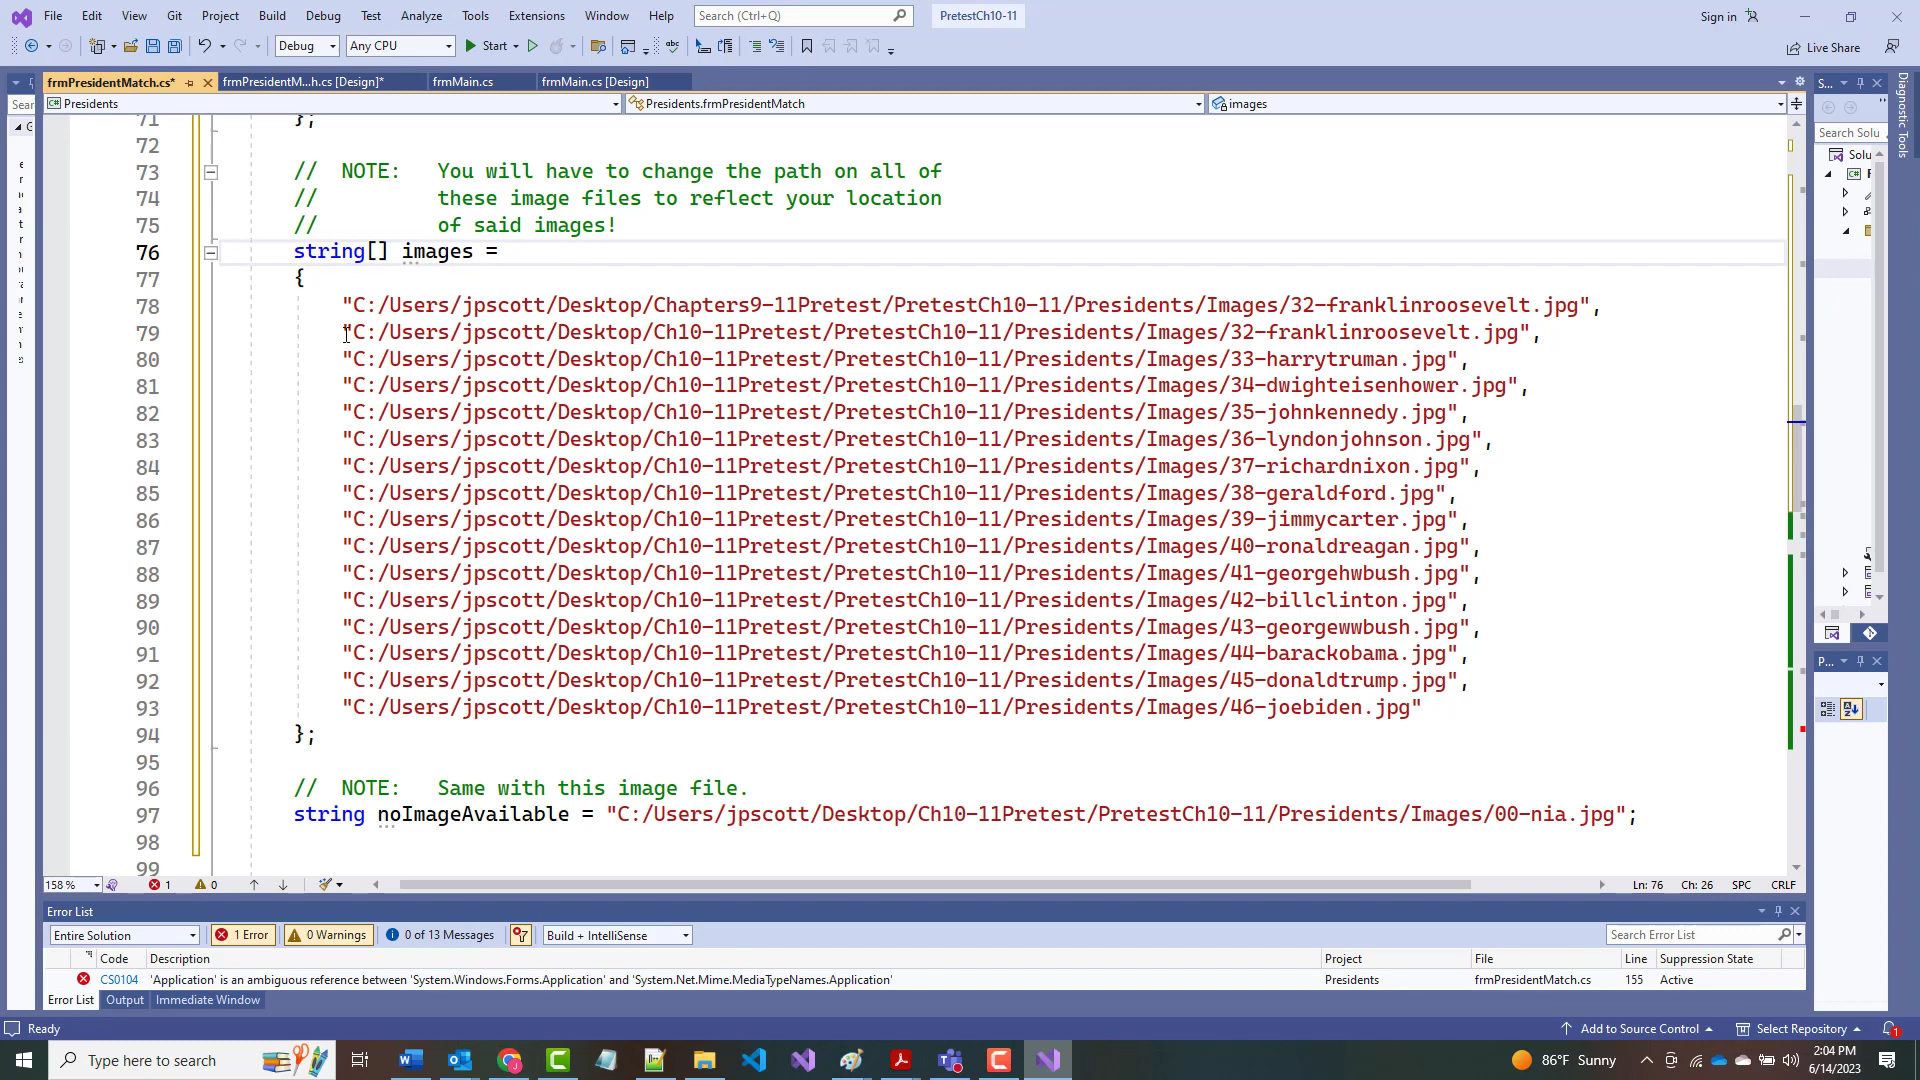 File Edit View Git Project Build Debug Test Analyze Tools Extensions Window Help Search (Ctrl+Q) PretestCh10-11 Sign in
Debug Any CPU Start Live Share
frmPresidentMatch.cs* frmPresidentM...h.cs [Design]* frmMain.cs frmMain.cs [Design]
Presidents Presidents.frmPresidentMatch images
71 };
72
73 // NOTE: You will have to change the path on all of
74 // these image files to reflect your location
75 // of said images!
76 string[] images =
77 {
78 "C:/Users/jpscott/Desktop/Chapters9-11Pretest/PretestCh10-11/Presidents/Images/32-franklinroosevelt.jpg",
79 "C:/Users/jpscott/Desktop/Ch10-11Pretest/PretestCh10-11/Presidents/Images/32-franklinroosevelt.jpg",
80 "C:/Users/jpscott/Desktop/Ch10-11Pretest/PretestCh10-11/Presidents/Images/33-harrytruman.jpg",
81 "C:/Users/jpscott/Desktop/Ch10-11Pretest/PretestCh10-11/Presidents/Images/34-dwighteisenhower.jpg",
82 "C:/Users/jpscott/Desktop/Ch10-11Pretest/PretestCh10-11/Presidents/Images/35-johnkennedy.jpg",
83 "C:/Users/jpscott/Desktop/Ch10-11Pretest/PretestCh10-11/Presidents/Images/36-lyndonjohnson.jpg",
84 "C:/Users/jpscott/Desktop/Ch10-11Pretest/PretestCh10-11/Presidents/Images/37-richardnixon.jpg",
85 "C:/Users/jpscott/Desktop/Ch10-11Pretest/PretestCh10-11/Presidents/Images/38-geraldford.jpg",
86 "C:/Users/jpscott/Desktop/Ch10-11Pretest/PretestCh10-11/Presidents/Images/39-jimmycarter.jpg",
87 "C:/Users/jpscott/Desktop/Ch10-11Pretest/PretestCh10-11/Presidents/Images/40-ronaldreagan.jpg",
88 "C:/Users/jpscott/Desktop/Ch10-11Pretest/PretestCh10-11/Presidents/Images/41-georgehwbush.jpg",
89 "C:/Users/jpscott/Desktop/Ch10-11Pretest/PretestCh10-11/Presidents/Images/42-billclinton.jpg",
90 "C:/Users/jpscott/Desktop/Ch10-11Pretest/PretestCh10-11/Presidents/Images/43-georgewwbush.jpg",
91 "C:/Users/jpscott/Desktop/Ch10-11Pretest/PretestCh10-11/Presidents/Images/44-barackobama.jpg",
92 "C:/Users/jpscott/Desktop/Ch10-11Pretest/PretestCh10-11/Presidents/Images/45-donaldtrump.jpg",
93 "C:/Users/jpscott/Desktop/Ch10-11Pretest/PretestCh10-11/Presidents/Images/46-joebiden.jpg"
94 };
95
96 // NOTE: Same with this image file.
97 string noImageAvailable = "C:/Users/jpscott/Desktop/Ch10-11Pretest/PretestCh10-11/Presidents/Images/00-nia.jpg";
98
99
158 % 1 0 Ln: 76 Ch: 26 SPC CRLF
S...
Search Solu
Solu
P...
Diagnostic Tools
Error List
Entire Solution 1 Error 0 Warnings 0 of 13 Messages Build + IntelliSense Search Error List
Code Description Project File Line Suppression State
CS0104 'Application' is an ambiguous reference between 'System.Windows.Forms.Application' and 'System.Net.Mime.MediaTypeNames.Application' Presidents frmPresidentMatch.cs 155 Active
Error List Output Immediate Window
Ready Add to Source Control Select Repository 1
Type here to search 86°F Sunny 2:04 PM
6/14/2023